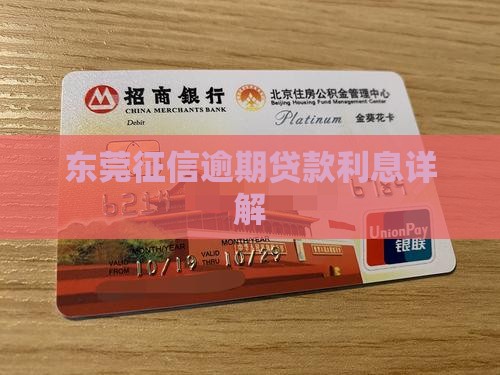 招商银行
CHINA MERCHANTS BANK
Debit
北京住房公积金管理中心
Beijing Housing Fund Management Center
Platinum 金葵花卡
东莞征信逾期贷款利息详
解
MONTH/YEAR MONTH/YEAR
VALID FROM 10/19 VALID THRU 10/29
UnionPay
银联